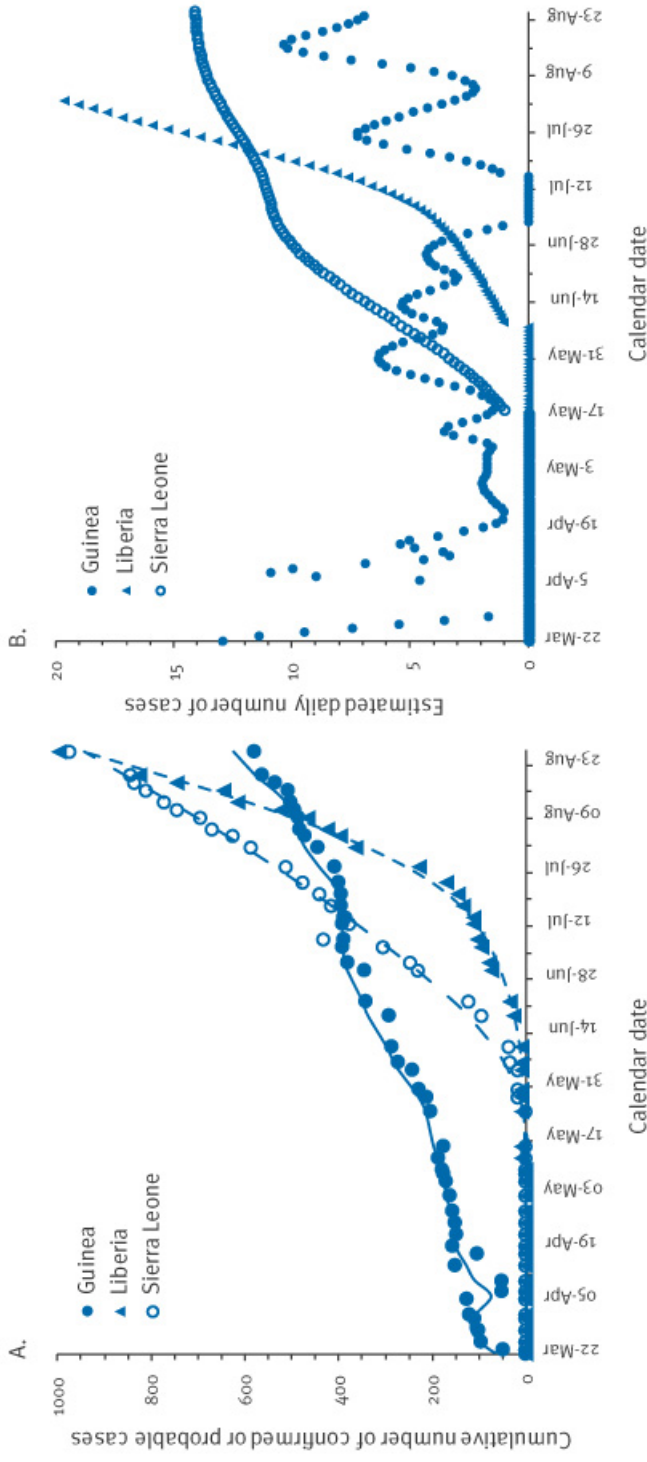 A.
Guinea
Liberia
Sierra Leone
Cumulative number of confirmed or probable cases
1000
800
600
400
200
0
22-Mar
05-Apr
19-Apr
03-May
17-May
31-May
14-Jun
28-Jun
12-Jul
26-Jul
09-Aug
23-Aug
Calendar date
B.
Guinea
Liberia
Sierra Leone
Estimated daily number of cases
20
15
10
5
0
22-Mar
5-Apr
19-Apr
3-May
17-May
31-May
14-Jun
28-Jun
12-Jul
26-Jul
9-Aug
23-Aug
Calendar date